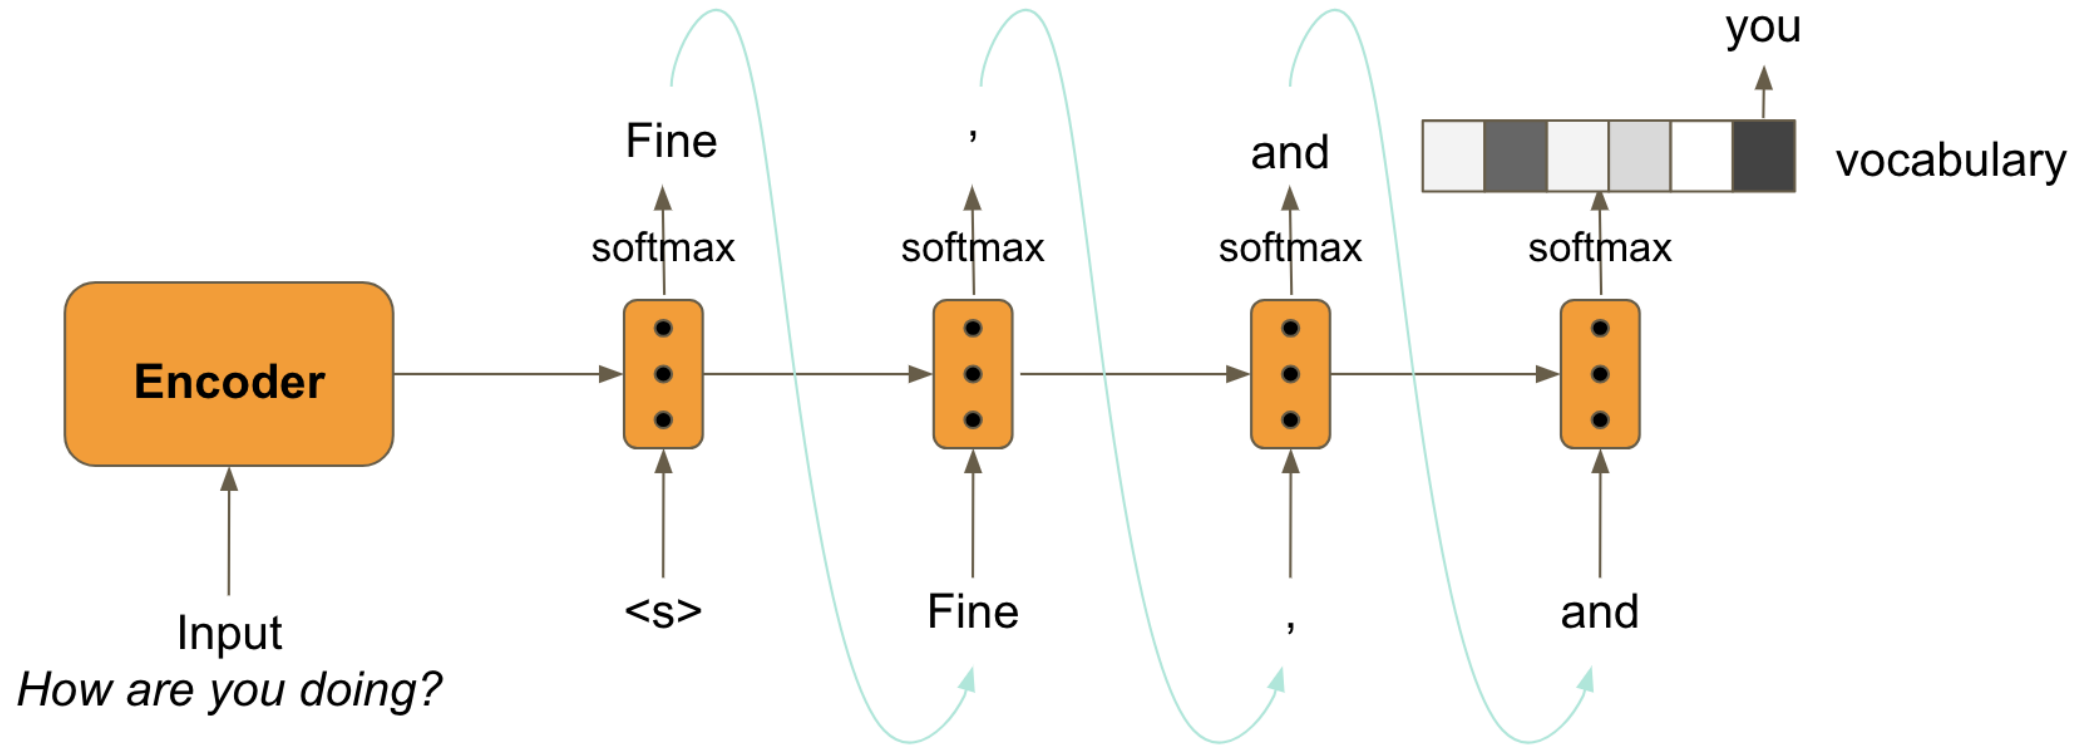 you
Fine , and
vocabulary
softmax softmax softmax softmax
Encoder
<s> Fine , and
Input
How are you doing?